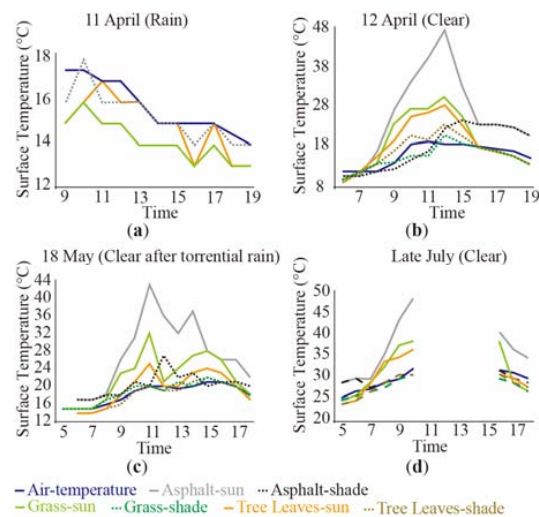 11 April (Rain)
Surface Temperature (°C)
18
16
14
12
9 11 13 15 17 19
Time
(a)
12 April (Clear)
Surface Temperature (°C)
48
38
28
18
8
7 9 11 13 15 17 19
Time
(b)
18 May (Clear after torrential rain)
Surface Temperature (°C)
44
40
36
32
28
24
20
16
12
5 7 9 11 13 15 17
Time
(c)
Late July (Clear)
Surface Temperature (°C)
50
45
40
35
30
25
20
5 7 9 11 13 15 17
Time
(d)
Air-temperature Asphalt-sun Asphalt-shade
Grass-sun Grass-shade Tree Leaves-sun Tree Leaves-shade